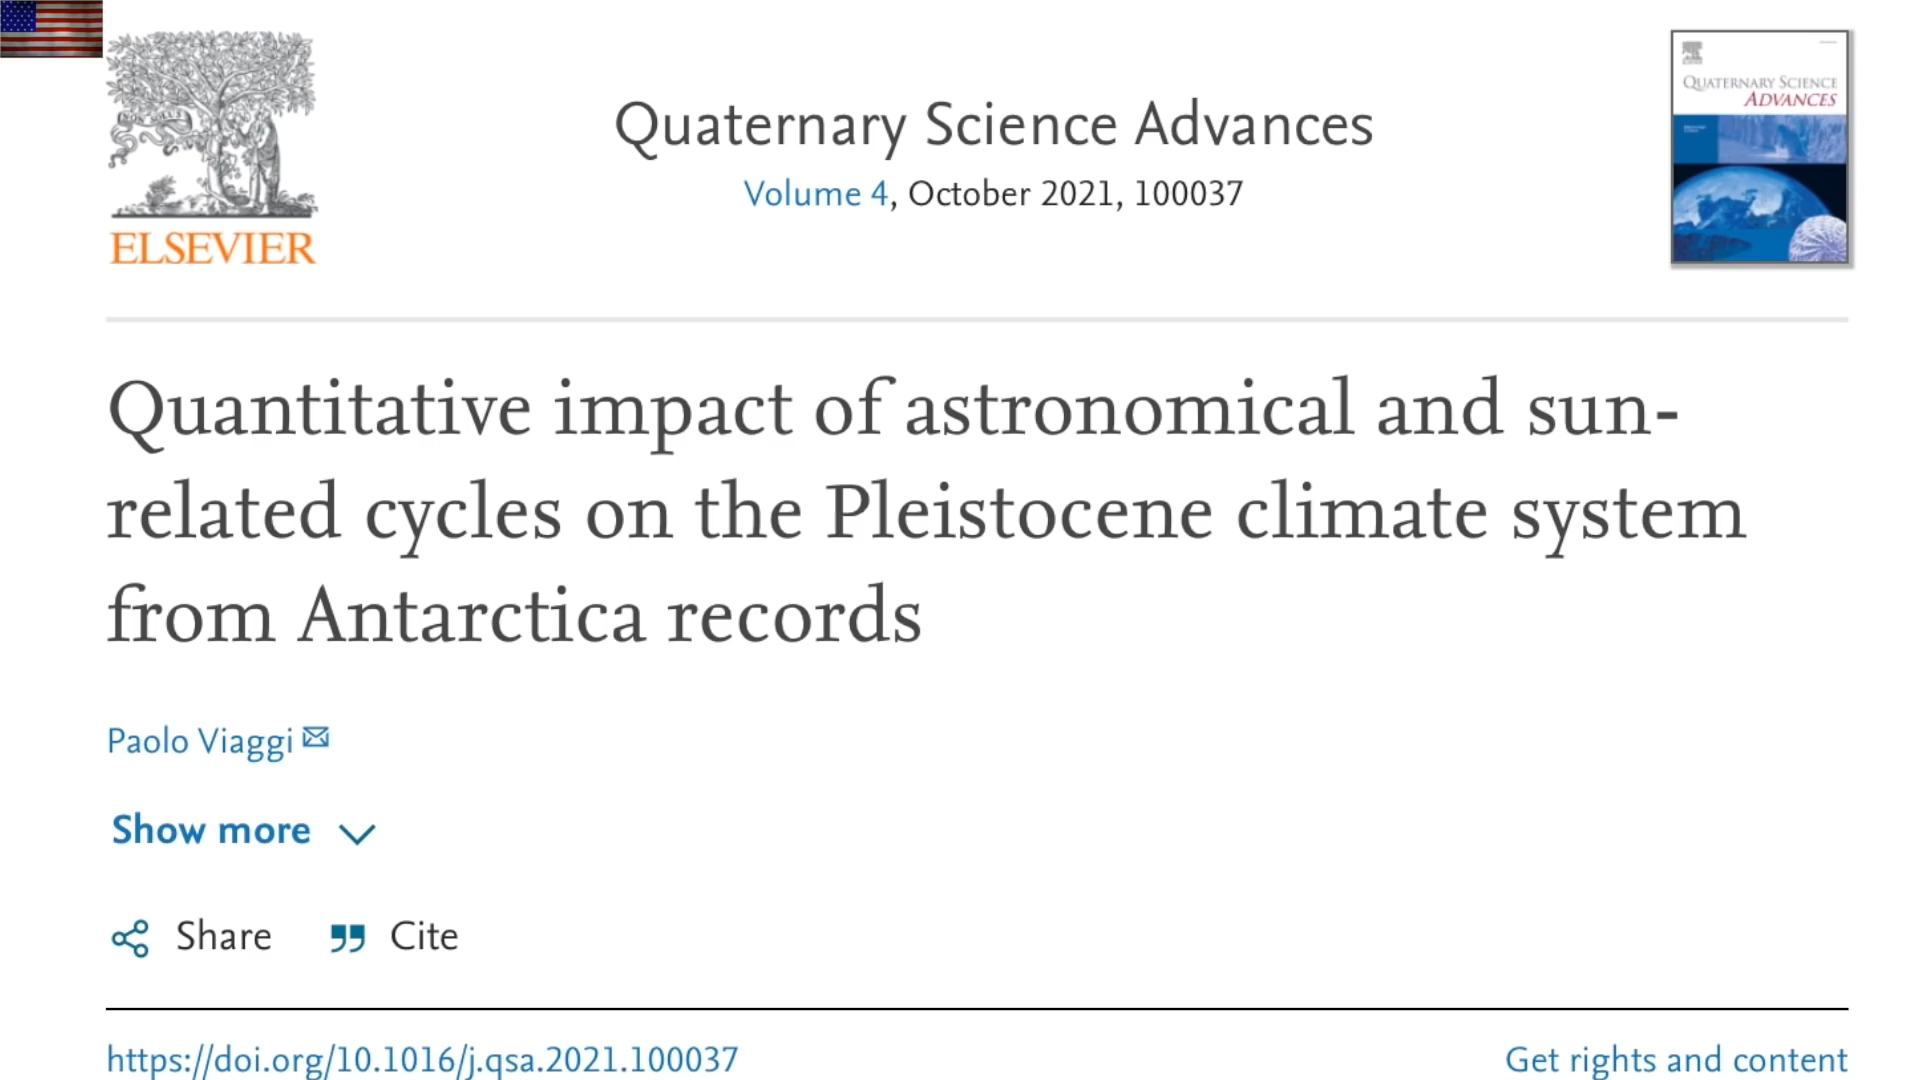 NON SOLUS
ELSEVIER
Quaternary Science Advances
Volume 4, October 2021, 100037
QUATERNARY SCIENCE
ADVANCES
Quantitative impact of astronomical and sun-
related cycles on the Pleistocene climate system
from Antarctica records
Paolo Viaggi
Show more
Share
Cite
https://doi.org/10.1016/j.qsa.2021.100037
Get rights and content